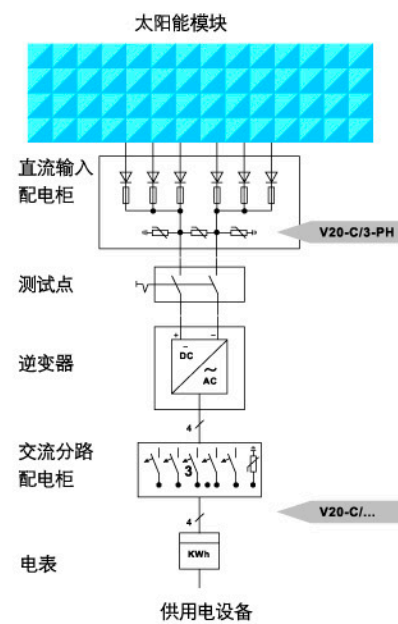 太阳能模块
直流输入
配电柜
V20-C/3-PH
测试点
逆变器
+ −
DC
AC
4
交流分路
配电柜
3
V20-C/...
4
电表
KWh
供用电设备